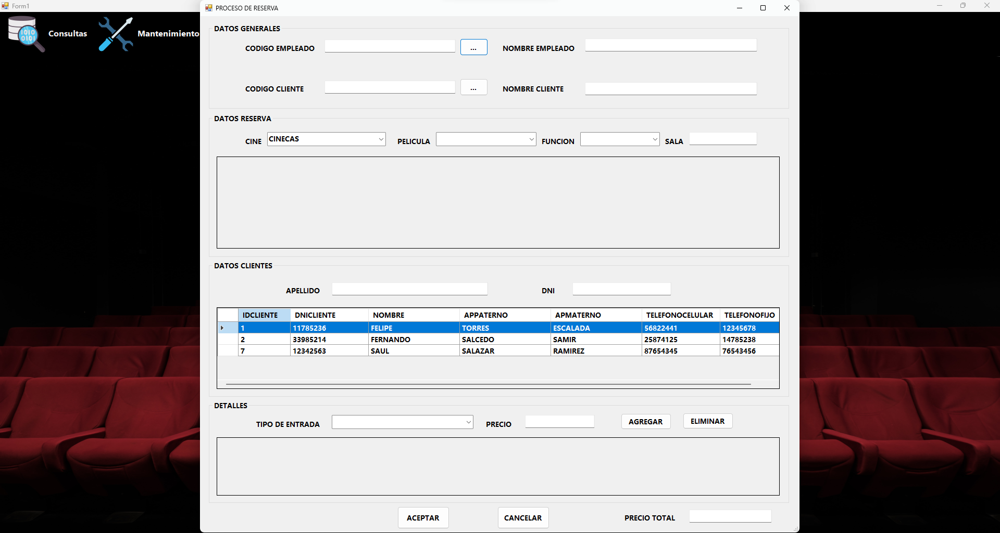 Form1
PROCESO DE RESERVA
Consultas
Mantenimiento
DATOS GENERALES
CODIGO EMPLEADO ... NOMBRE EMPLEADO
CODIGO CLIENTE ... NOMBRE CLIENTE
DATOS RESERVA
CINE CINECAS PELICULA FUNCION SALA
DATOS CLIENTES
APELLIDO DNI
IDCLIENTE DNICLIENTE NOMBRE APPATERNO APMATERNO TELEFONOCELULAR TELEFONOFIJO
1 11785236 FELIPE TORRES ESCALADA 56822441 12345678
2 33985214 FERNANDO SALCEDO SAMIR 25874125 14785238
7 12342563 SAUL SALAZAR RAMIREZ 87654345 76543456
DETALLES
TIPO DE ENTRADA PRECIO AGREGAR ELIMINAR
ACEPTAR CANCELAR PRECIO TOTAL